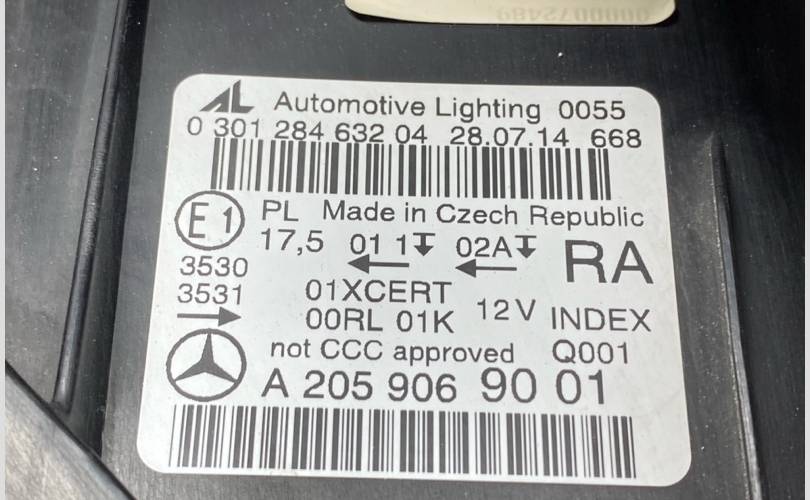 0000072489
AL Automotive Lighting 0055
0 301 284 632 04 28.07.14 668
E1 PL Made in Czech Republic
17,5 01 1 02A RA
3530
3531 01XCERT
00RL 01K 12V INDEX
not CCC approved Q001
A 205 906 90 01